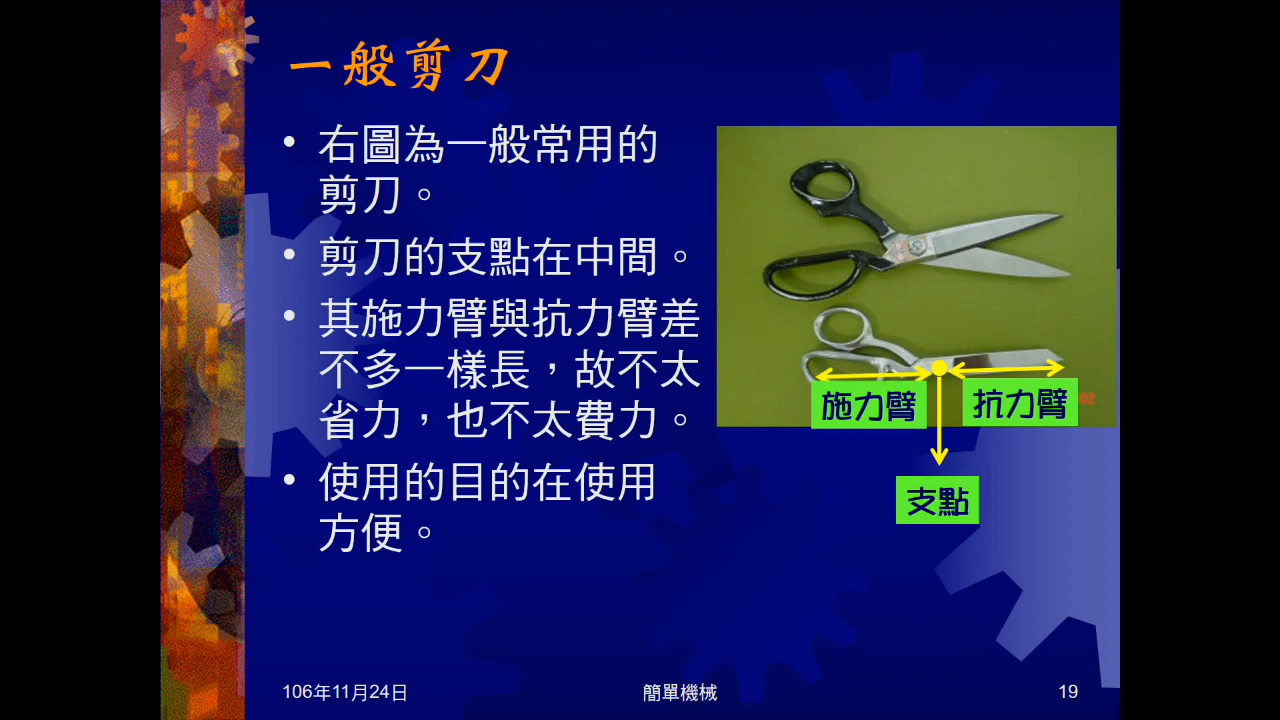 一般剪刀
• 右圖為一般常用的
剪刀。
• 剪刀的支點在中間。
• 其施力臂與抗力臂差
不多一樣長，故不太
省力，也不太費力。
• 使用的目的在使用
方便。
施力臂
抗力臂
02
支點
106年11月24日
簡單機械
19